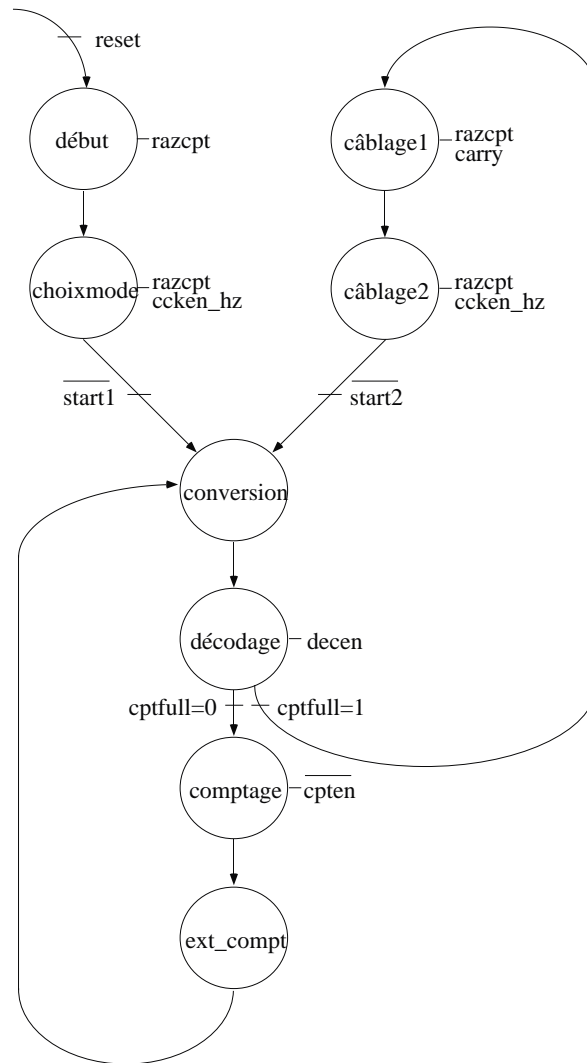 reset
début
razcpt
câblage1
razcpt
carry
choixmode
razcpt
ccken_hz
câblage2
razcpt
ccken_hz
start1
start2
conversion
décodage
decen
cptfull=0
cptfull=1
comptage
cpten
ext_compt